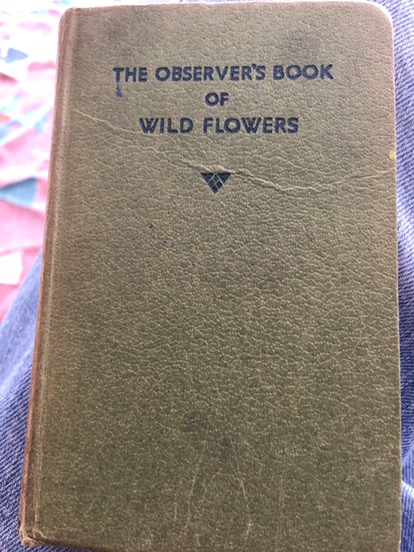 THE OBSERVER'S BOOK
OF
WILD FLOWERS